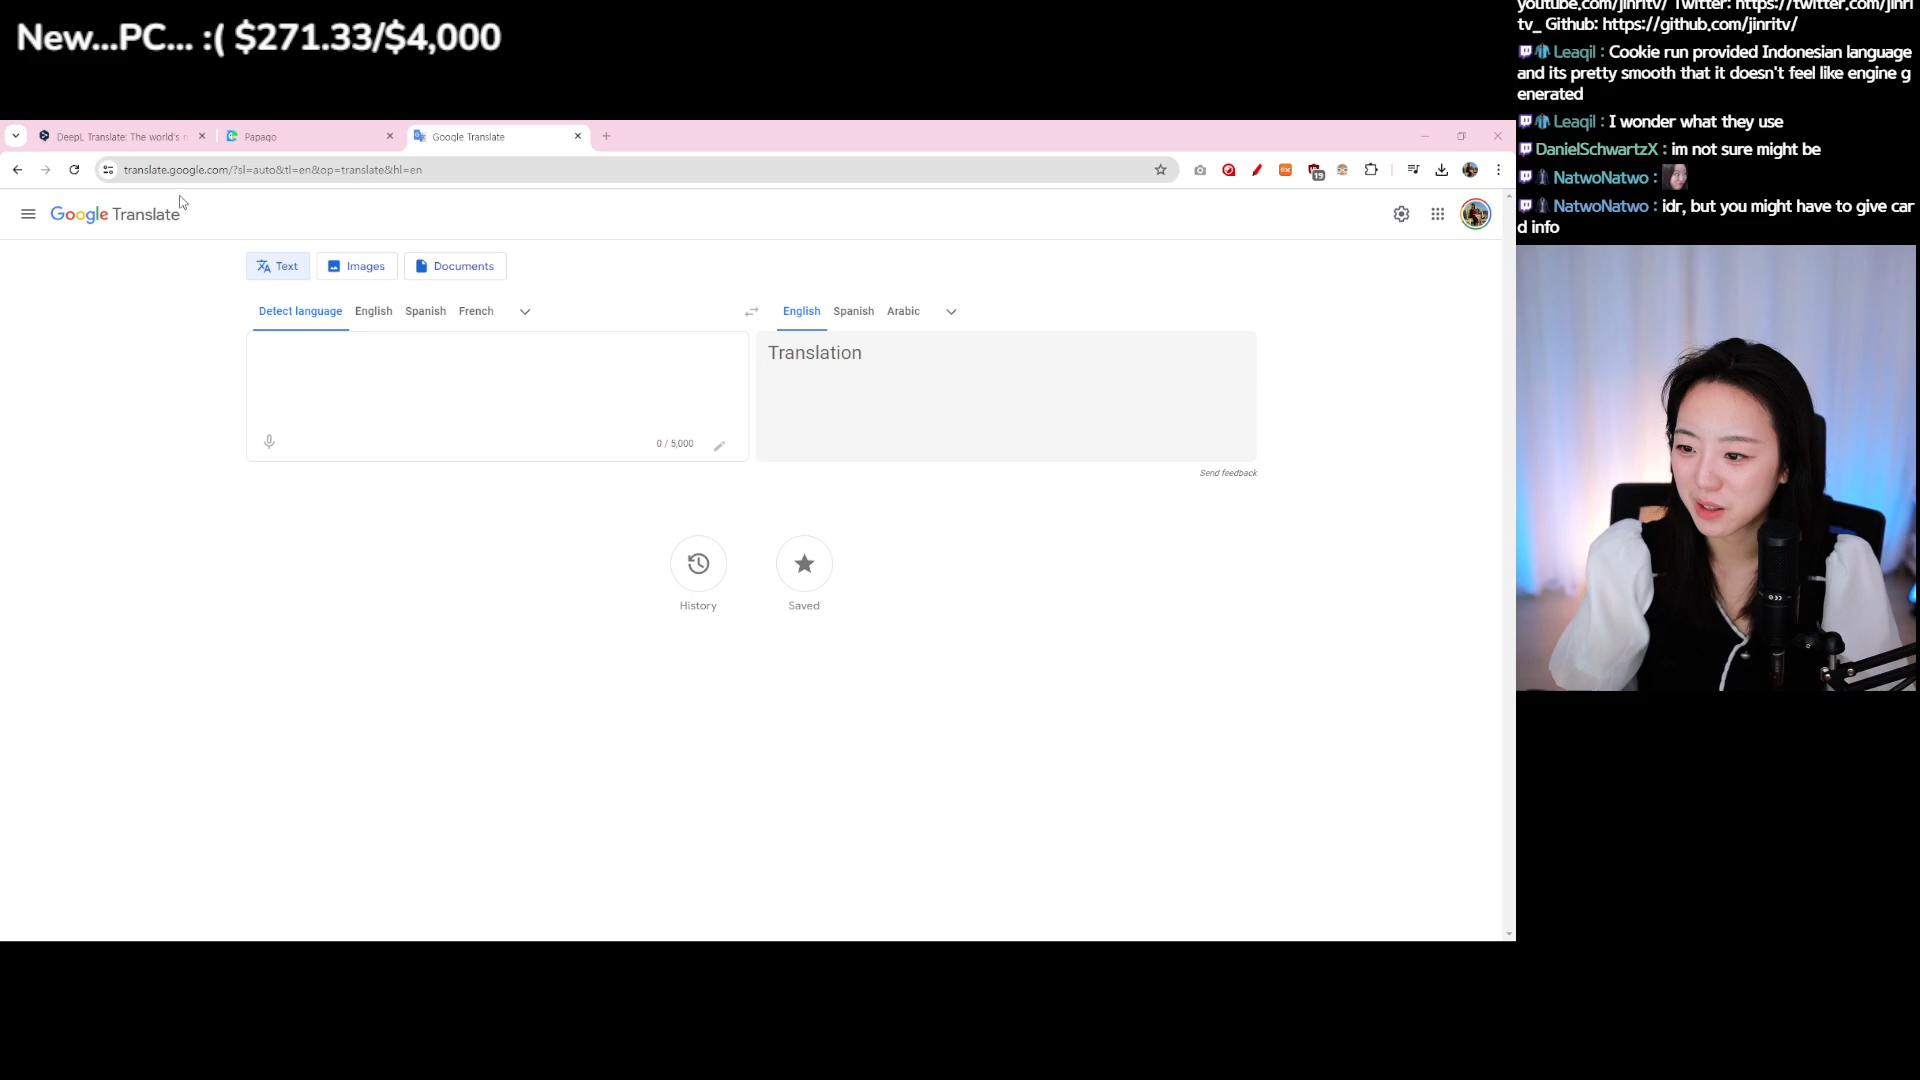 New...PC... :( $271.33/$4,000
youtube.com/jinritv/ Twitter: https://twitter.com/jinri
tv_ Github: https://github.com/jinritv/
Leaqil : Cookie run provided Indonesian language
and its pretty smooth that it doesn't feel like engine g
enerated
Leaqil : I wonder what they use
DanielSchwartzX : im not sure might be
NatwoNatwo :
NatwoNatwo : idr, but you might have to give car
d info
DeepL Translate: The world's
Papago
Google Translate
translate.google.com/?sl=auto&tl=en&op=translate&hl=en
19
Google Translate
Text
Images
Documents
Detect language English Spanish French
English Spanish Arabic
Translation
0 / 5,000
Send feedback
History
Saved